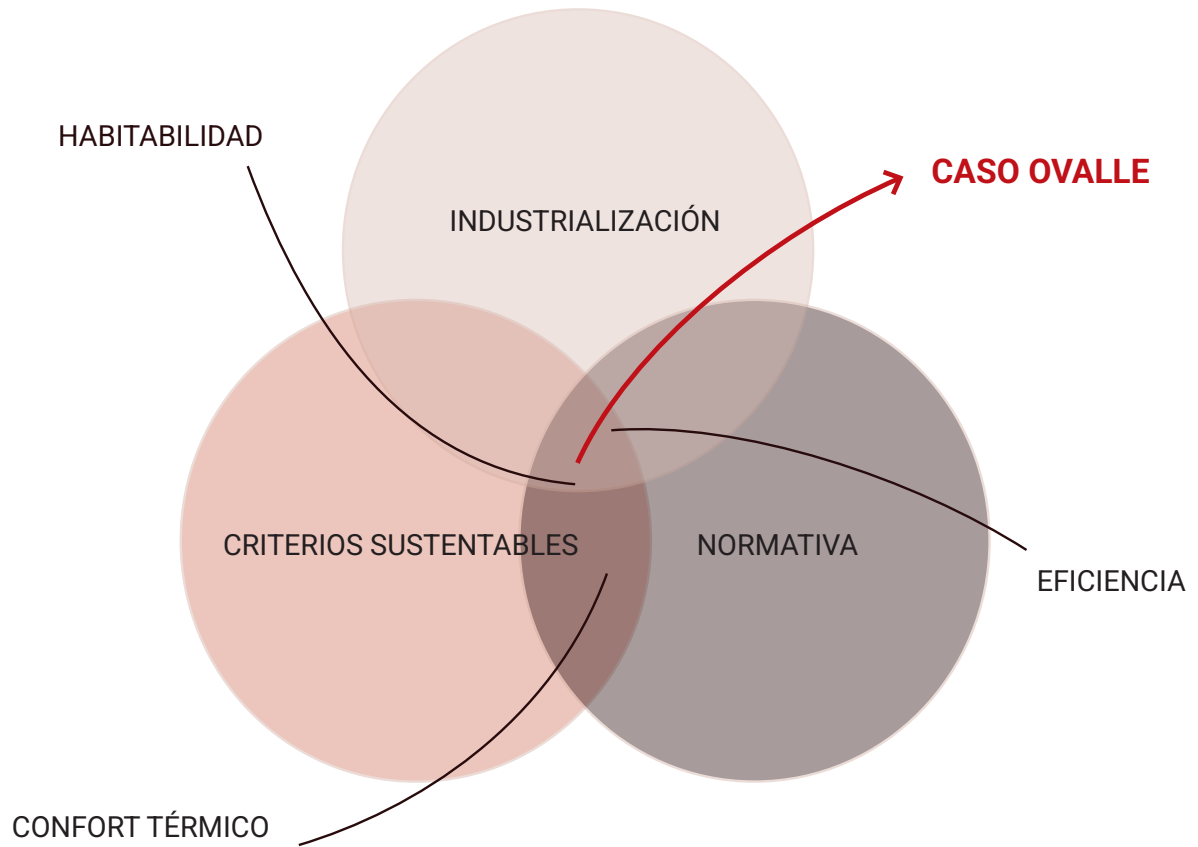 HABITABILIDAD
CASO OVALLE
INDUSTRIALIZACIÓN
CRITERIOS SUSTENTABLES
NORMATIVA
EFICIENCIA
CONFORT TÉRMICO